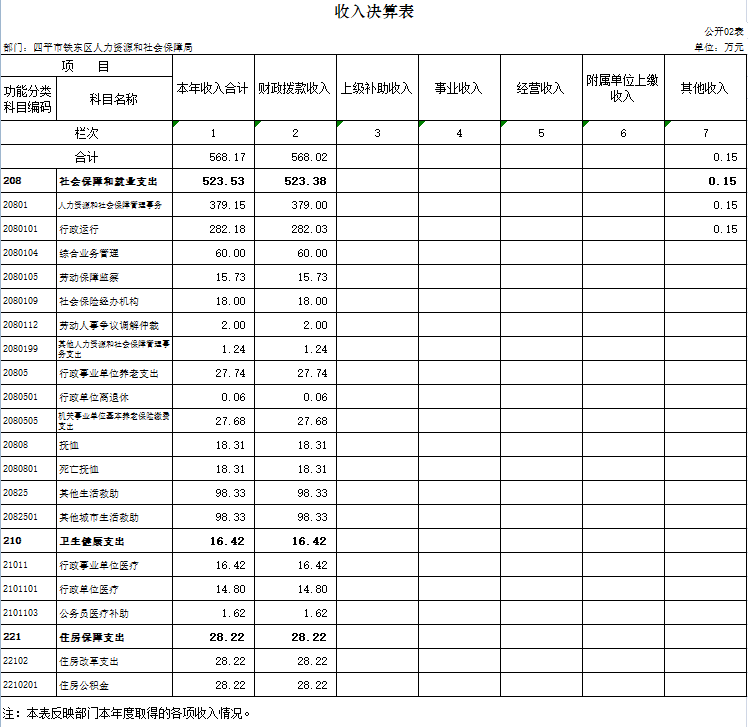 收入决算表
公开02表
部门：四平市铁东区人力资源和社会保障局 单位：万元
项 目 本年收入合计 财政拨款收入 上级补助收入 事业收入 经营收入 附属单位上缴收入 其他收入
功能分类科目编码 科目名称
栏次 1 2 3 4 5 6 7
合计 568.17 568.02 0.15
208 社会保障和就业支出 523.53 523.38 0.15
20801 人力资源和社会保障管理事务 379.15 379.00 0.15
2080101 行政运行 282.18 282.03 0.15
2080104 综合业务管理 60.00 60.00
2080105 劳动保障监察 15.73 15.73
2080109 社会保险经办机构 18.00 18.00
2080112 劳动人事争议调解仲裁 2.00 2.00
2080199 其他人力资源和社会保障管理事务支出 1.24 1.24
20805 行政事业单位养老支出 27.74 27.74
2080501 行政单位离退休 0.06 0.06
2080505 机关事业单位基本养老保险缴费支出 27.68 27.68
20808 抚恤 18.31 18.31
2080801 死亡抚恤 18.31 18.31
20825 其他生活救助 98.33 98.33
2082501 其他城市生活救助 98.33 98.33
210 卫生健康支出 16.42 16.42
21011 行政事业单位医疗 16.42 16.42
2101101 行政单位医疗 14.80 14.80
2101103 公务员医疗补助 1.62 1.62
221 住房保障支出 28.22 28.22
22102 住房改革支出 28.22 28.22
2210201 住房公积金 28.22 28.22
注：本表反映部门本年度取得的各项收入情况。